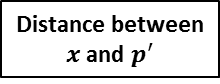 Distance between
𝒙 and 𝒑′